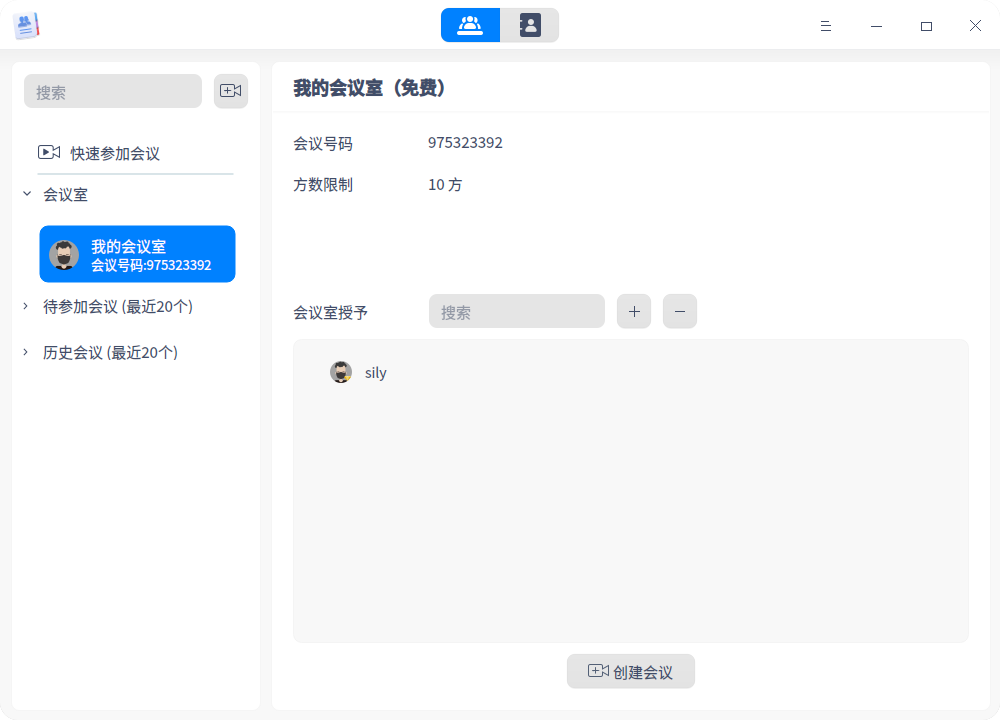 搜索
快速参加会议
会议室
我的会议室
会议号码:975323392
待参加会议 (最近20个)
历史会议 (最近20个)
我的会议室（免费）
会议号码 975323392
方数限制 10 方
会议室授予 搜索
sily
创建会议